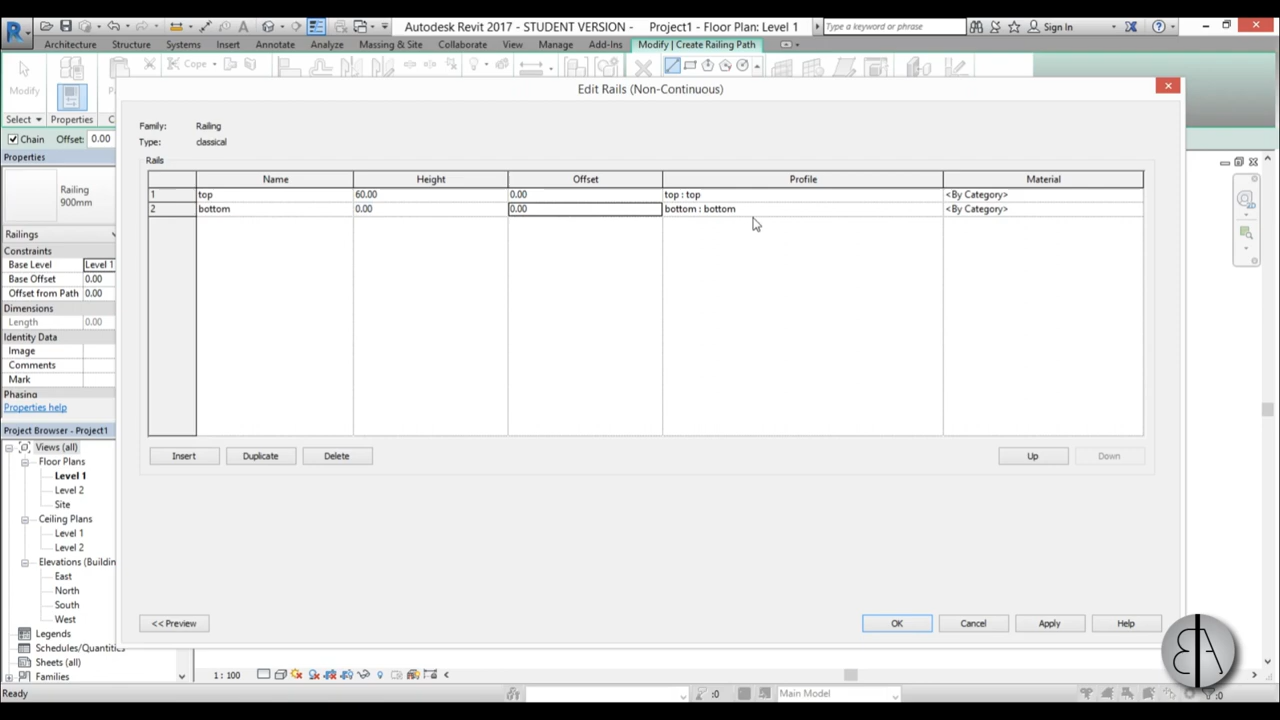 Autodesk Revit 2017 - STUDENT VERSION - Project1 - Floor Plan: Level 1
Type a keyword or phrase
Sign In
Architecture Structure Systems Insert Annotate Analyze Massing & Site Collaborate View Manage Add-Ins Modify | Create Railing Path
Cope
Modify
Select Properties
Chain Offset: 0.00
Properties
Railing
900mm
Railings
Constraints
Base Level Level 1
Base Offset 0.00
Offset from Path 0.00
Dimensions
Length 0.00
Identity Data
Image
Comments
Mark
Phasing
Properties help
Project Browser - Project1
Views (all)
Floor Plans
Level 1
Level 2
Site
Ceiling Plans
Level 1
Level 2
Elevations (Building
East
North
South
West
Legends
Schedules/Quantities
Sheets (all)
Families
Edit Rails (Non-Continuous)
Family: Railing
Type: classical
Rails
Name Height Offset Profile Material
1 top 60.00 0.00 top : top <By Category>
2 bottom 0.00 0.00 bottom : bottom <By Category>
Insert Duplicate Delete Up Down
<< Preview OK Cancel Apply Help
1 : 100
Ready :0 Main Model :0